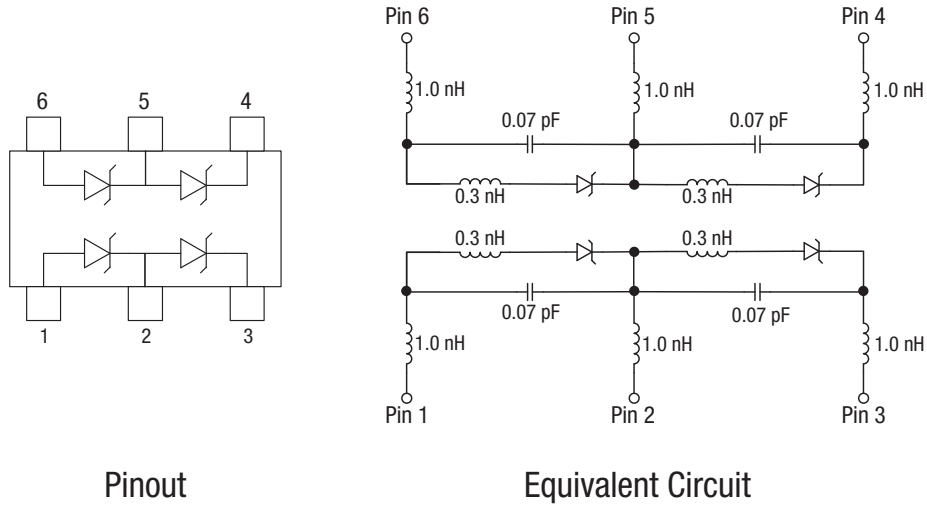 Pin 6 Pin 5 Pin 4
1.0 nH 1.0 nH 1.0 nH
6 5 4
0.07 pF 0.07 pF
0.3 nH 0.3 nH
0.3 nH 0.3 nH
0.07 pF 0.07 pF
1 2 3
1.0 nH 1.0 nH 1.0 nH
Pin 1 Pin 2 Pin 3
Pinout Equivalent Circuit